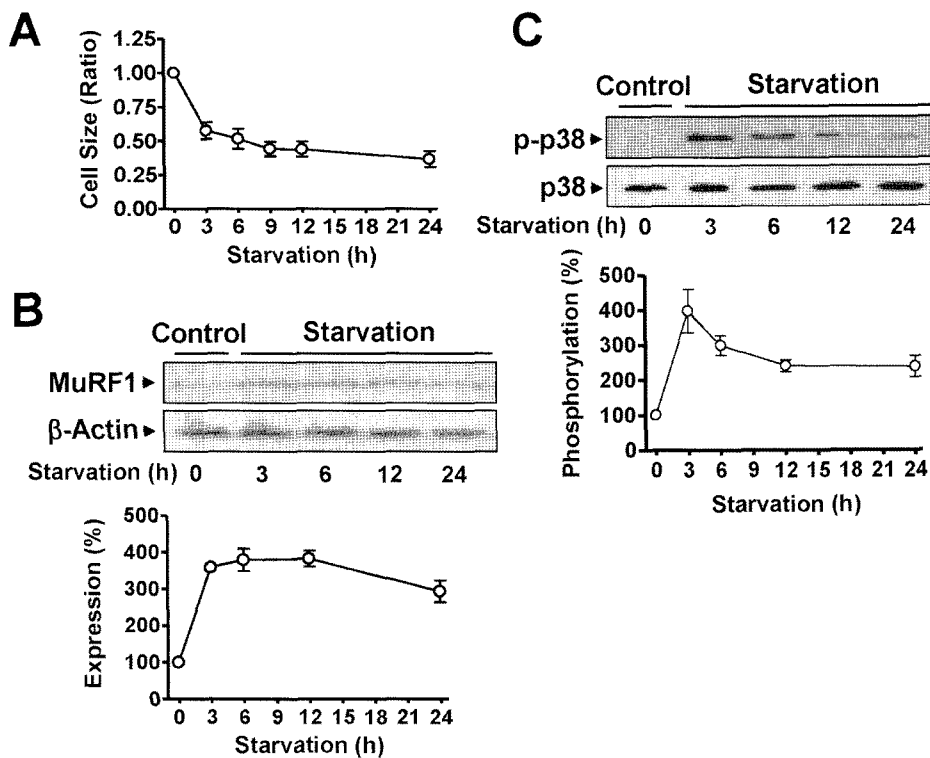 A
Cell Size (Ratio)
1.25
1.00
0.75
0.50
0.25
0.00
0 3 6 9 12 15 18 21 24
Starvation (h)
B
Control Starvation
MuRF1
β-Actin
Starvation (h) 0 3 6 12 24
Expression (%)
500
400
300
200
100
0
0 3 6 9 12 15 18 21 24
Starvation (h)
C
Control Starvation
p-p38
p38
Starvation (h) 0 3 6 12 24
Phosphorylation (%)
500
400
300
200
100
0
0 3 6 9 12 15 18 21 24
Starvation (h)